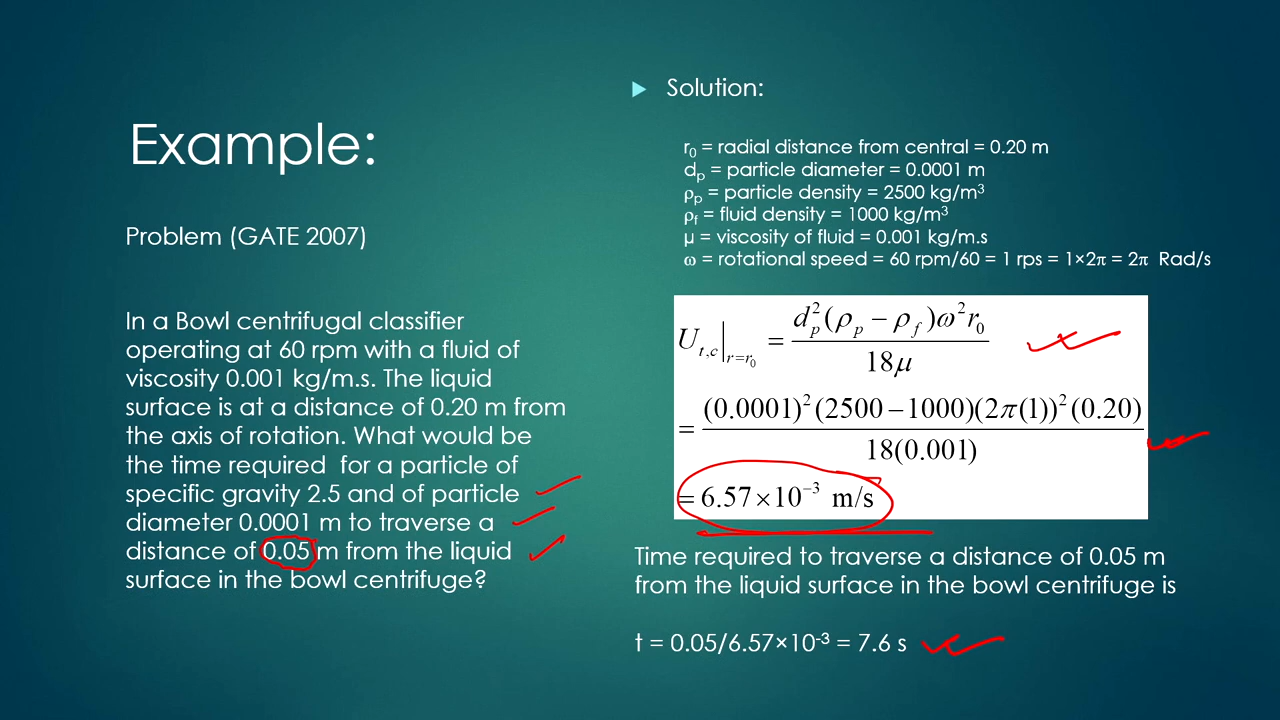 Example:
Problem (GATE 2007)
In a Bowl centrifugal classifier
operating at 60 rpm with a fluid of
viscosity 0.001 kg/m.s. The liquid
surface is at a distance of 0.20 m from
the axis of rotation. What would be
the time required for a particle of
specific gravity 2.5 and of particle
diameter 0.0001 m to traverse a
distance of 0.05 m from the liquid
surface in the bowl centrifuge?
Solution:
r₀ = radial distance from central = 0.20 m
dₚ = particle diameter = 0.0001 m
ρₚ = particle density = 2500 kg/m³
ρf = fluid density = 1000 kg/m³
μ = viscosity of fluid = 0.001 kg/m.s
ω = rotational speed = 60 rpm/60 = 1 rps = 1×2π = 2π Rad/s
U_{t,c}|_{r=r₀} = d_p²(ρ_p − ρ_f)ω²r₀ / 18μ
= (0.0001)²(2500−1000)(2π(1))²(0.20) / 18(0.001)
= 6.57×10⁻³ m/s
Time required to traverse a distance of 0.05 m
from the liquid surface in the bowl centrifuge is
t = 0.05/6.57×10⁻³ = 7.6 s